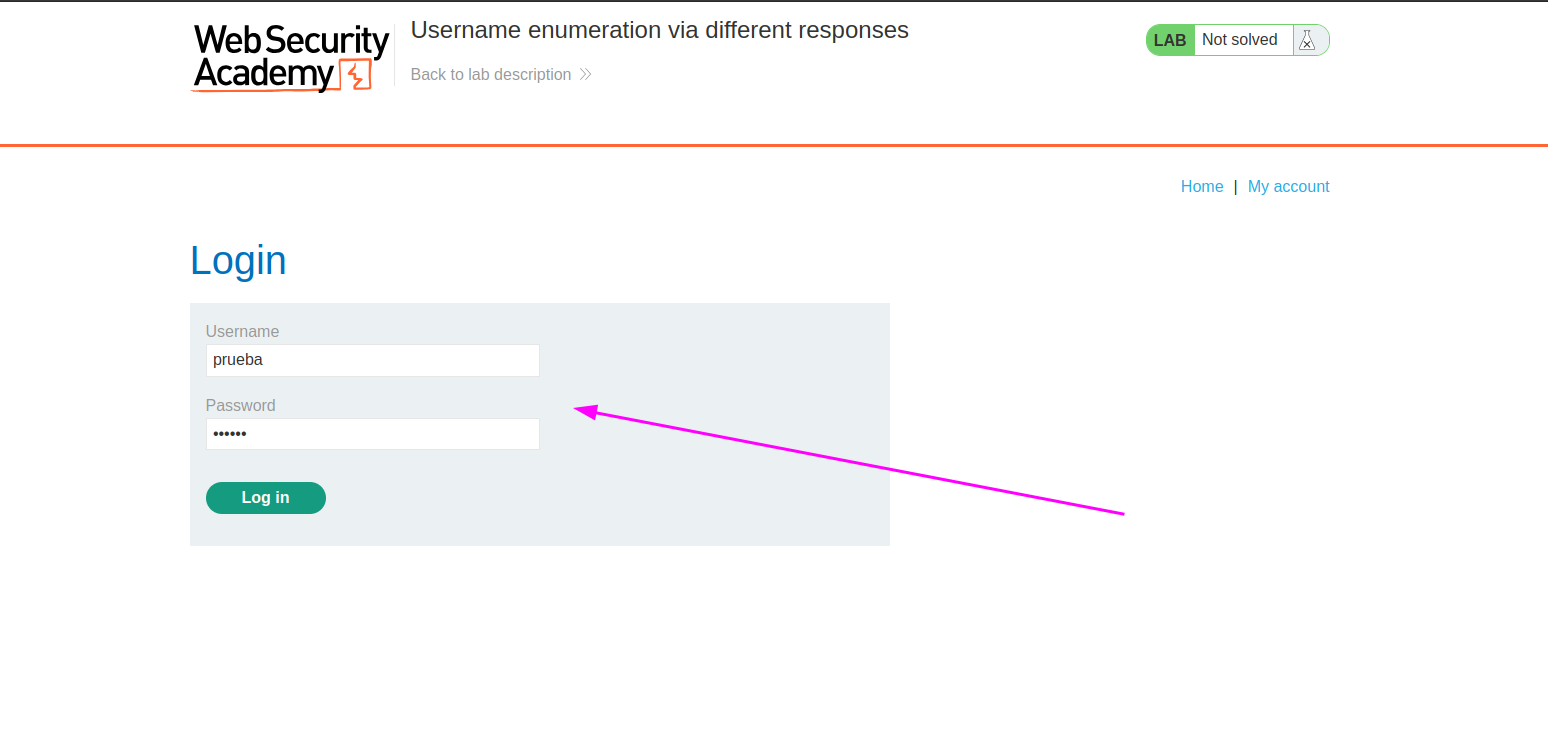 Web Security
Academy
Username enumeration via different responses
Back to lab description
LAB Not solved
Home | My account
Login
Username
prueba
Password
••••••
Log in